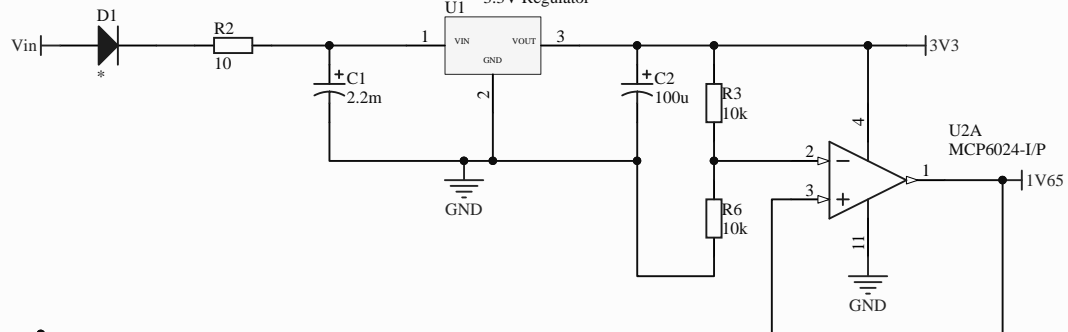 3.3V Regulator
D1
U1
R2
Vin
1
VIN
VOUT
3
3V3
GND
*
10
C1
2.2m
2
C2
100u
R3
10k
4
U2A
MCP6024-I/P
2
1
1V65
3
GND
R6
10k
11
GND